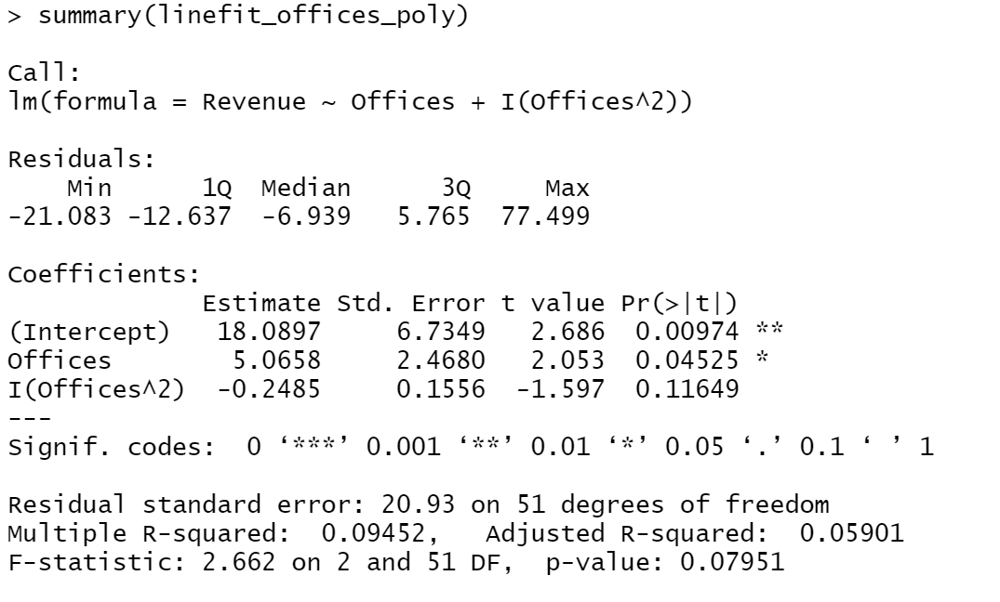 > summary(linefit_offices_poly)
Call:
lm(formula = Revenue ~ Offices + I(Offices^2))
Residuals:
    Min      1Q  Median      3Q     Max
-21.083 -12.637  -6.939   5.765  77.499
Coefficients:
             Estimate Std. Error t value Pr(>|t|)
(Intercept)   18.0897     6.7349   2.686  0.00974 **
Offices        5.0658     2.4680   2.053  0.04525 *
I(Offices^2)  -0.2485     0.1556  -1.597  0.11649
---
Signif. codes:  0 ‘***’ 0.001 ‘**’ 0.01 ‘*’ 0.05 ‘.’ 0.1 ‘ ’ 1
Residual standard error: 20.93 on 51 degrees of freedom
Multiple R-squared:  0.09452,   Adjusted R-squared:  0.05901
F-statistic: 2.662 on 2 and 51 DF,  p-value: 0.07951